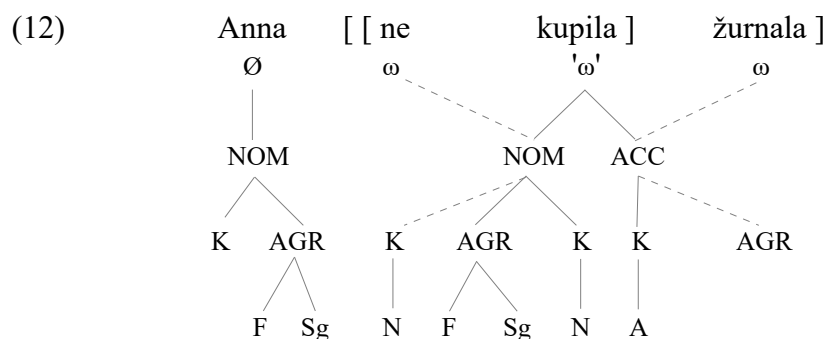 (12) Anna [ [ ne kupila ] žurnala ]
Ø ω 'ω' ω
NOM NOM ACC
K AGR K AGR K K AGR
F Sg N F Sg N A